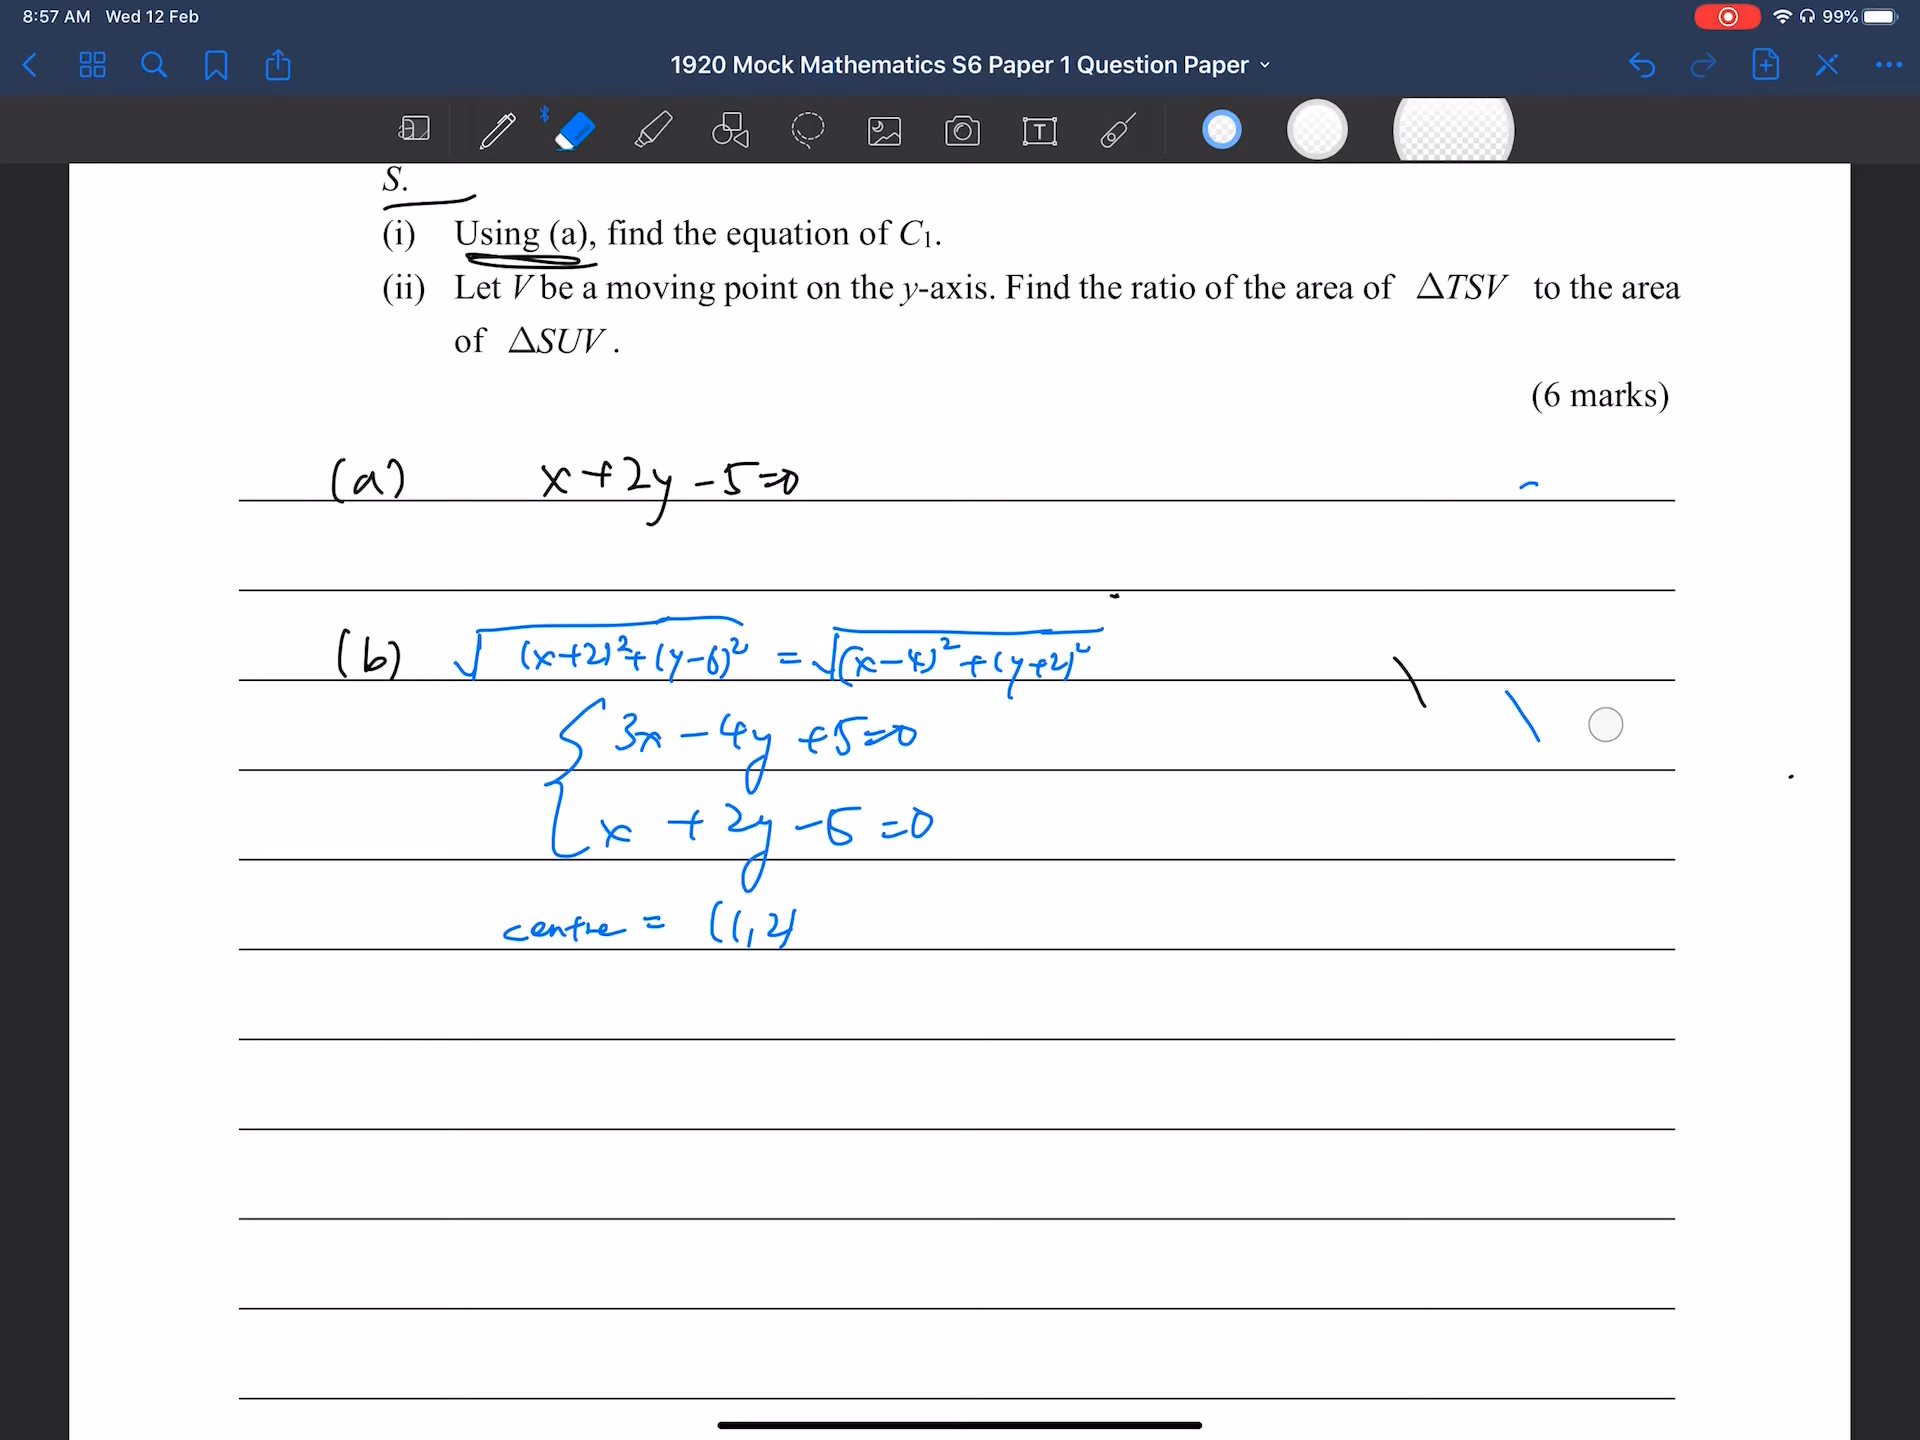 8:57 AM Wed 12 Feb 99%
1920 Mock Mathematics S6 Paper 1 Question Paper
S.
(i) Using (a), find the equation of C₁.
(ii) Let V be a moving point on the y-axis. Find the ratio of the area of ΔTSV to the area
of ΔSUV.
(6 marks)
(a) x+2y-5=0
(b) √(x+2)²+(y-6)² = √(x-4)²+(y+2)²
{ 3x-4y+5=0
x+2y-5=0
centre = (1,2)